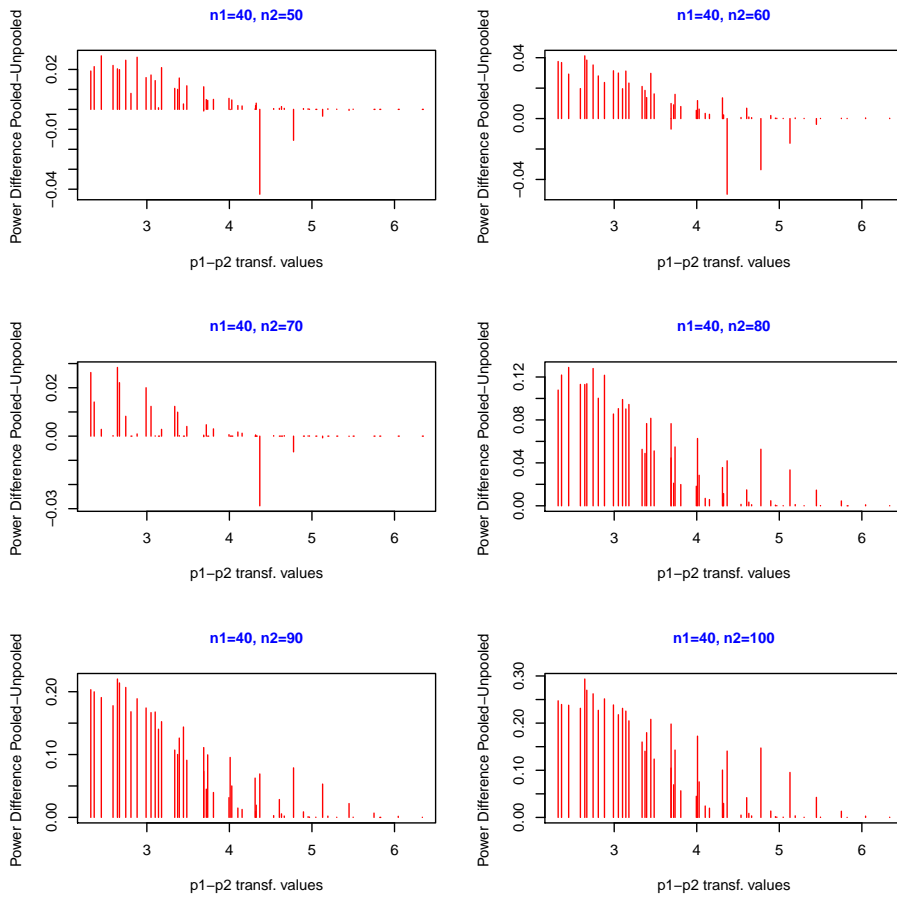 n1=40, n2=50
Power Difference Pooled−Unpooled
0.02
−0.01
−0.04
3 4 5 6
p1−p2 transf. values
n1=40, n2=60
Power Difference Pooled−Unpooled
0.04
0.00
−0.04
3 4 5 6
p1−p2 transf. values
n1=40, n2=70
Power Difference Pooled−Unpooled
0.02
0.00
−0.03
3 4 5 6
p1−p2 transf. values
n1=40, n2=80
Power Difference Pooled−Unpooled
0.12
0.08
0.04
0.00
3 4 5 6
p1−p2 transf. values
n1=40, n2=90
Power Difference Pooled−Unpooled
0.20
0.10
0.00
3 4 5 6
p1−p2 transf. values
n1=40, n2=100
Power Difference Pooled−Unpooled
0.30
0.20
0.10
0.00
3 4 5 6
p1−p2 transf. values